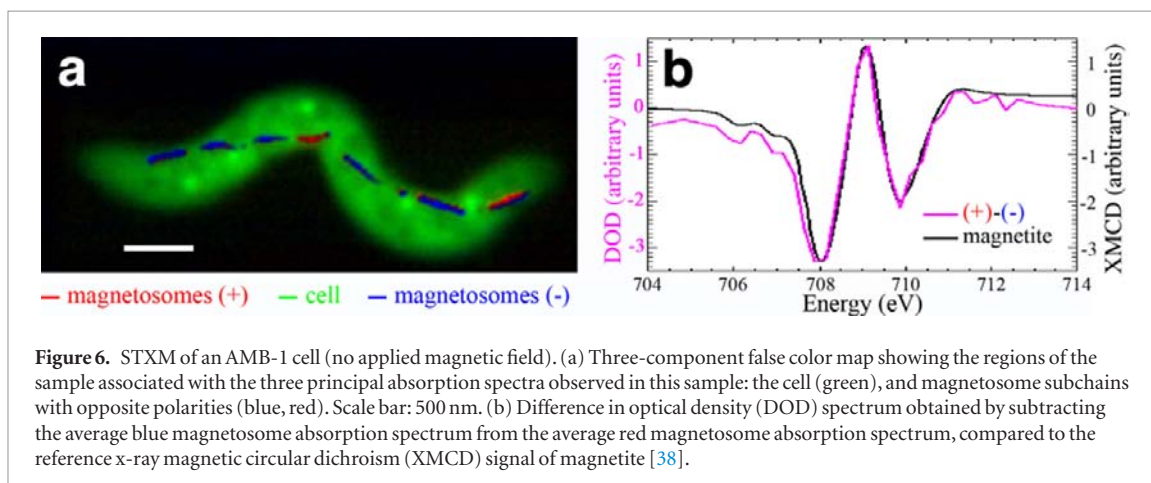 a
magnetosomes (+) cell magnetosomes (-)
b
DOD (arbitrary units)
1
0
-1
-2
-3
(+)-(-)
magnetite
1
0
-1
-2
-3
XMCD (arbitrary units)
704 706 708 710 712 714
Energy (eV)
Figure 6. STXM of an AMB-1 cell (no applied magnetic field). (a) Three-component false color map showing the regions of the
sample associated with the three principal absorption spectra observed in this sample: the cell (green), and magnetosome subchains
with opposite polarities (blue, red). Scale bar: 500 nm. (b) Difference in optical density (DOD) spectrum obtained by subtracting
the average blue magnetosome absorption spectrum from the average red magnetosome absorption spectrum, compared to the
reference x-ray magnetic circular dichroism (XMCD) signal of magnetite [38].